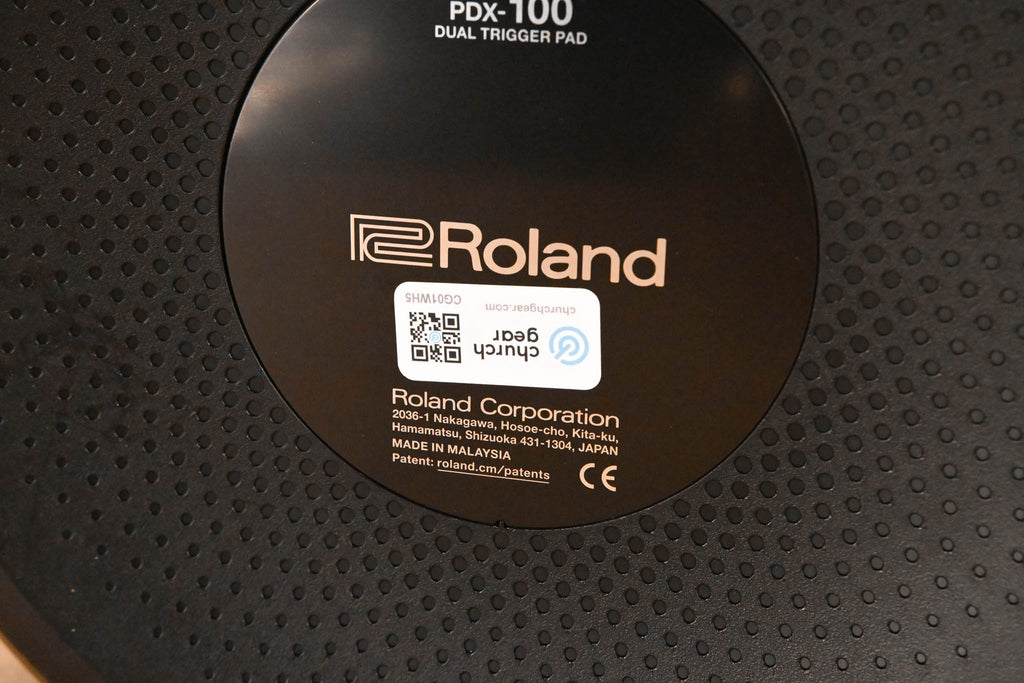 PDX-100
DUAL TRIGGER PAD
Roland
church
gear
churchgear.com
CG01WH5
Roland Corporation
2036-1 Nakagawa, Hosoe-cho, Kita-ku,
Hamamatsu, Shizuoka 431-1304, JAPAN
MADE IN MALAYSIA
Patent: roland.cm/patents
CE